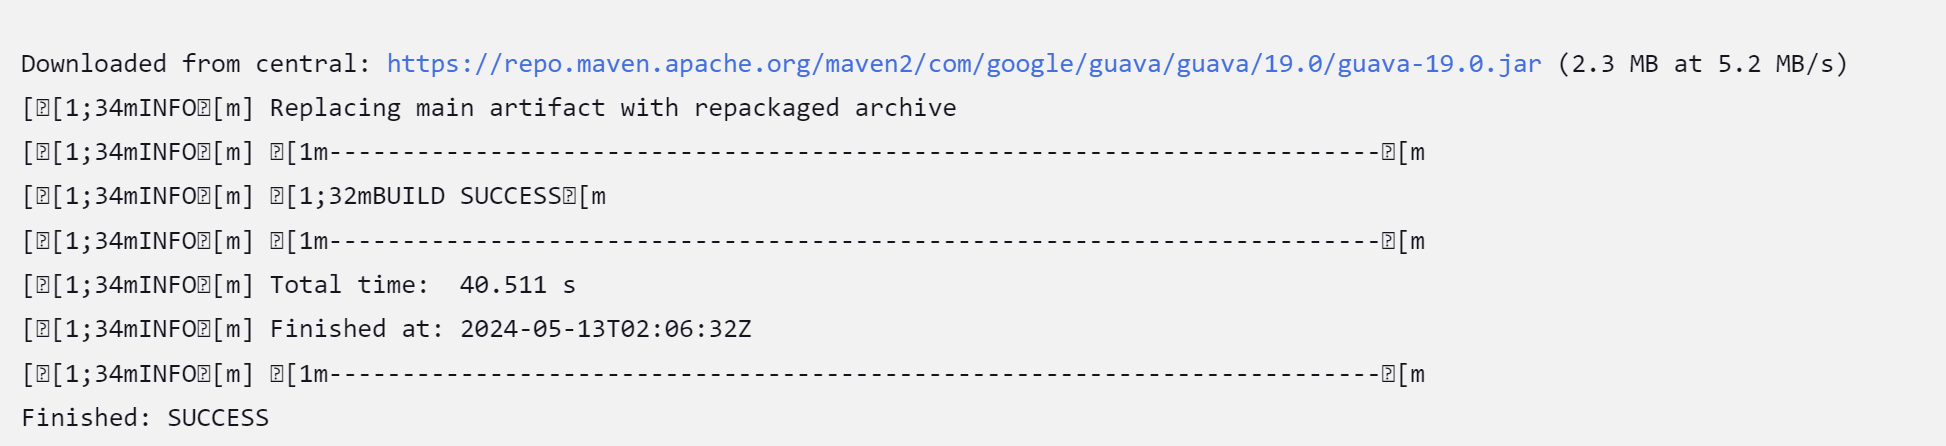 Downloaded from central: https://repo.maven.apache.org/maven2/com/google/guava/guava/19.0/guava-19.0.jar (2.3 MB at 5.2 MB/s)
[�[1;34mINFO�[m] Replacing main artifact with repackaged archive
[�[1;34mINFO�[m] �[1m------------------------------------------------------------------------�[m
[�[1;34mINFO�[m] �[1;32mBUILD SUCCESS�[m
[�[1;34mINFO�[m] �[1m------------------------------------------------------------------------�[m
[�[1;34mINFO�[m] Total time:  40.511 s
[�[1;34mINFO�[m] Finished at: 2024-05-13T02:06:32Z
[�[1;34mINFO�[m] �[1m------------------------------------------------------------------------�[m
Finished: SUCCESS